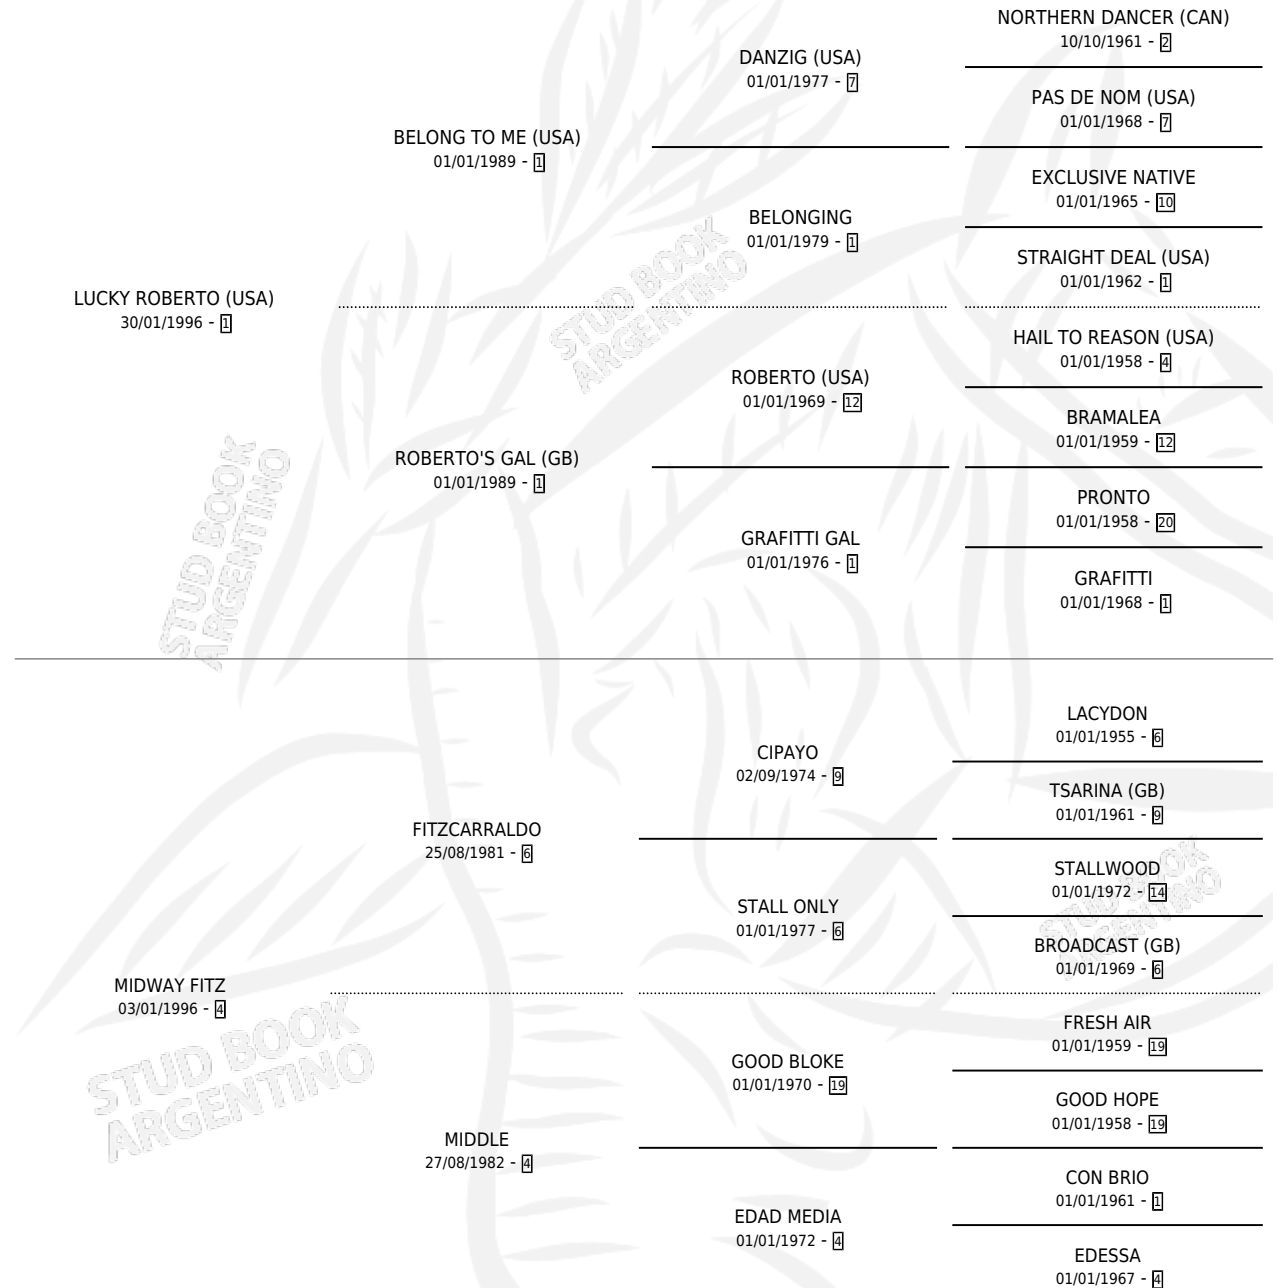 NORTHERN DANCER (CAN)
10/10/1961 - 2
DANZIG (USA)
01/01/1977 - 7
PAS DE NOM (USA)
01/01/1968 - 7
BELONG TO ME (USA)
01/01/1989 - 1
EXCLUSIVE NATIVE
01/01/1965 - 10
BELONGING
01/01/1979 - 1
STRAIGHT DEAL (USA)
01/01/1962 - 1
LUCKY ROBERTO (USA)
30/01/1996 - 1
HAIL TO REASON (USA)
01/01/1958 - 4
ROBERTO (USA)
01/01/1969 - 12
BRAMALEA
01/01/1959 - 12
ROBERTO'S GAL (GB)
01/01/1989 - 1
PRONTO
01/01/1958 - 20
GRAFITTI GAL
01/01/1976 - 1
GRAFITTI
01/01/1968 - 1
STUD BOOK
ARGENTINO
STUD BOOK
ARGENTINO
LACYDON
01/01/1955 - 6
CIPAYO
02/09/1974 - 9
TSARINA (GB)
01/01/1961 - 9
FITZCARRALDO
25/08/1981 - 6
STALLWOOD
01/01/1972 - 14
STALL ONLY
01/01/1977 - 6
BROADCAST (GB)
01/01/1969 - 6
MIDWAY FITZ
03/01/1996 - 4
FRESH AIR
01/01/1959 - 19
GOOD BLOKE
01/01/1970 - 19
GOOD HOPE
01/01/1958 - 19
MIDDLE
27/08/1982 - 4
CON BRIO
01/01/1961 - 1
EDAD MEDIA
01/01/1972 - 4
EDESSA
01/01/1967 - 4
STUD BOOK
ARGENTINO
STUD BOOK
ARGENTINO